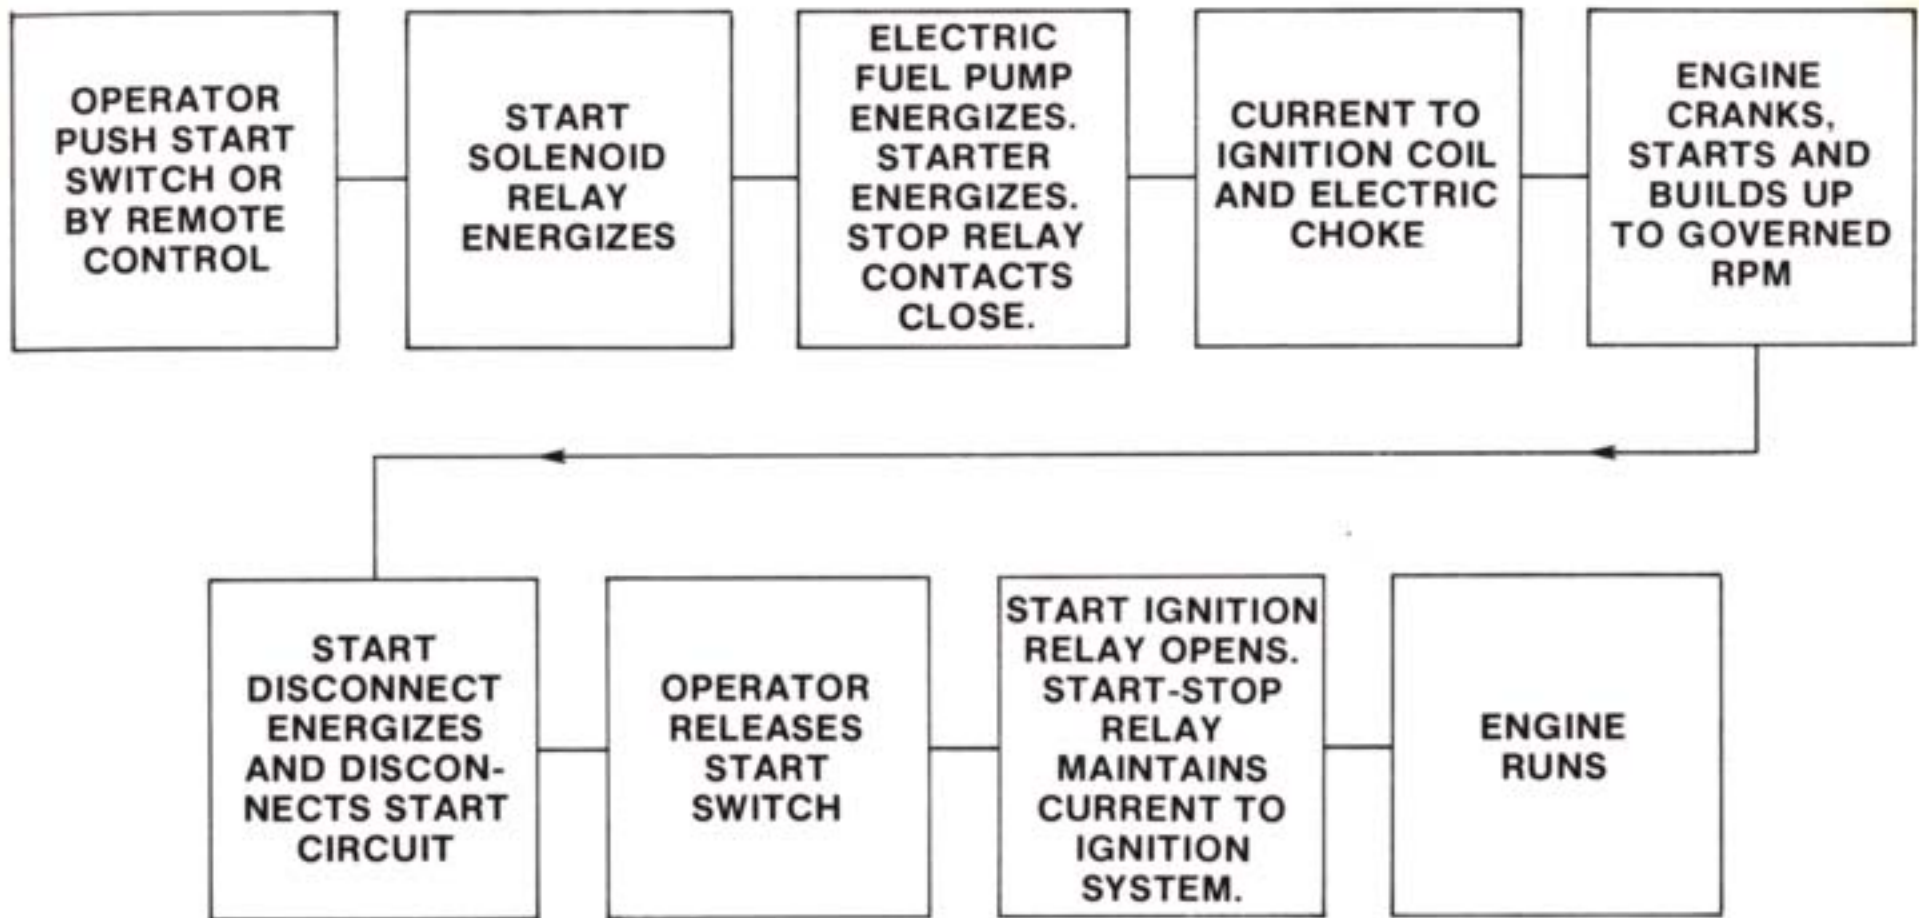 OPERATOR
PUSH START
SWITCH OR
BY REMOTE
CONTROL
START
SOLENOID
RELAY
ENERGIZES
ELECTRIC
FUEL PUMP
ENERGIZES.
STARTER
ENERGIZES.
STOP RELAY
CONTACTS
CLOSE.
CURRENT TO
IGNITION COIL
AND ELECTRIC
CHOKE
ENGINE
CRANKS,
STARTS AND
BUILDS UP
TO GOVERNED
RPM
START
DISCONNECT
ENERGIZES
AND DISCON-
NECTS START
CIRCUIT
OPERATOR
RELEASES
START
SWITCH
START IGNITION
RELAY OPENS.
START-STOP
RELAY
MAINTAINS
CURRENT TO
IGNITION
SYSTEM.
ENGINE
RUNS